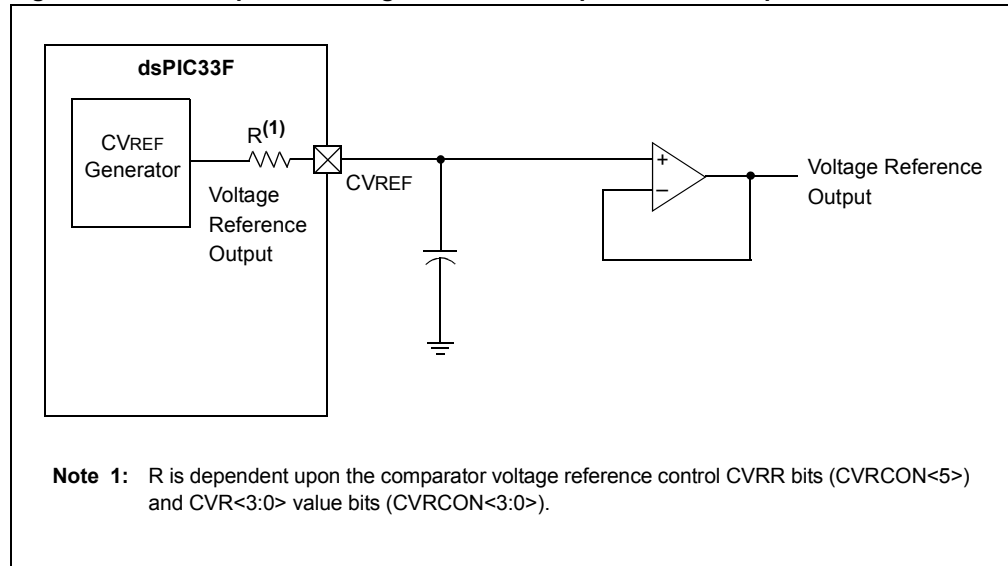 dsPIC33F
CVREF
Generator
R(1)
Voltage
Reference
Output
CVREF
+
–
Voltage Reference
Output
Note 1: R is dependent upon the comparator voltage reference control CVRR bits (CVRCON<5>)
and CVR<3:0> value bits (CVRCON<3:0>).